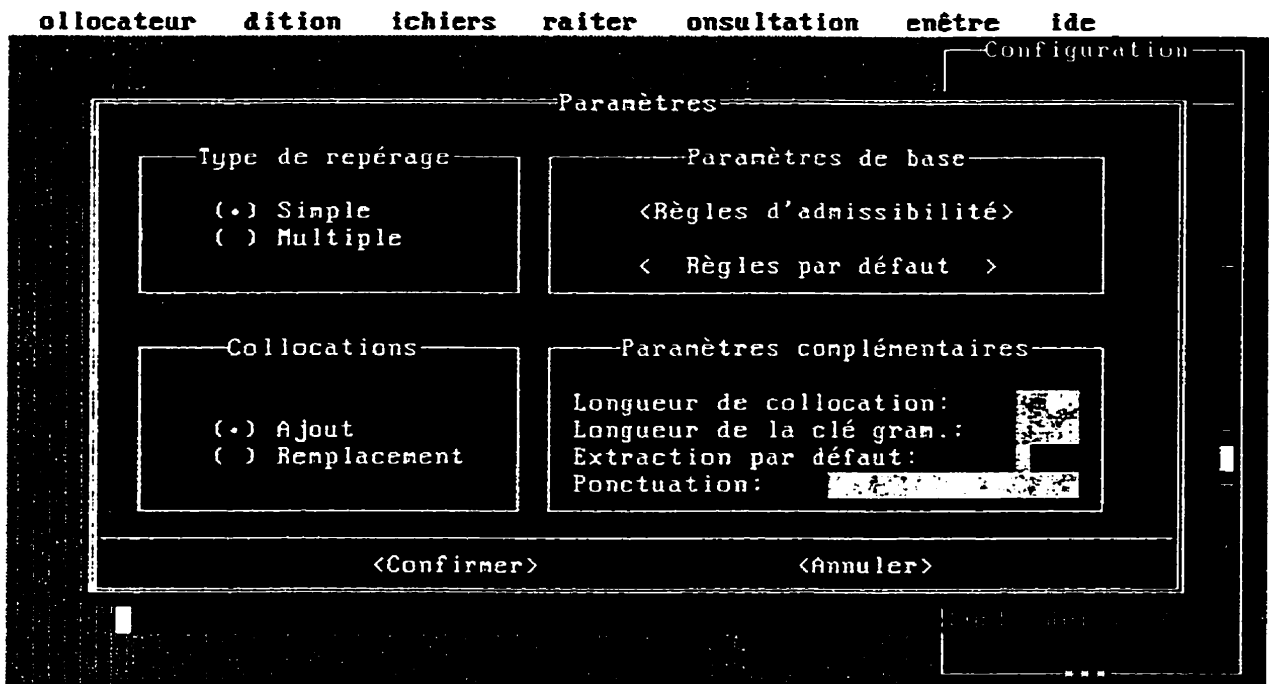 ollocateur dition ichiers raiter onsultation enêtre ide
Configuration
Paramètres
Type de repérage
(•) Simple
( ) Multiple
Paramètres de base
<Règles d'admissibilité>
< Règles par défaut >
Collocations
(•) Ajout
( ) Remplacement
Paramètres complémentaires
Longueur de collocation:
Longueur de la clé gram.:
Extraction par défaut:
Ponctuation:
<Confirmer> <Annuler>